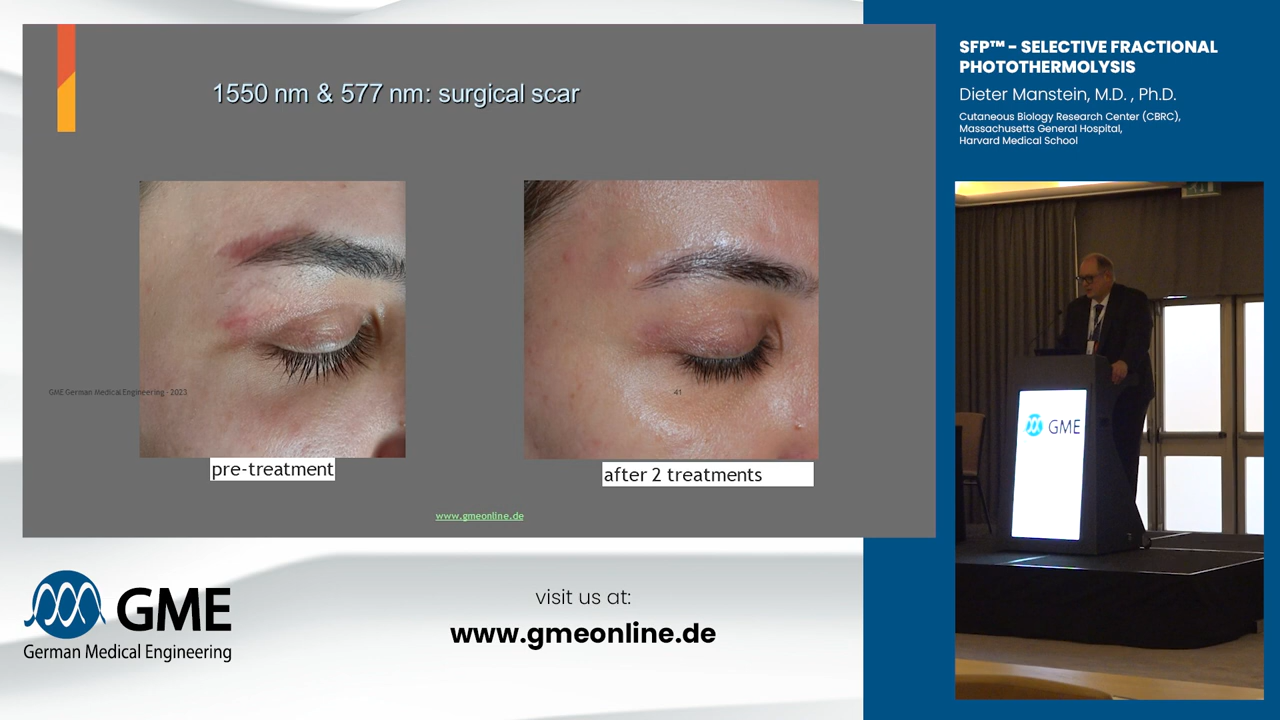 1550 nm & 577 nm: surgical scar
GME German Medical Engineering - 2023
41
pre-treatment
after 2 treatments
www.gmeonline.de
SFP™ – SELECTIVE FRACTIONAL
PHOTOTHERMOLYSIS
Dieter Manstein, M.D. , Ph.D.
Cutaneous Biology Research Center (CBRC),
Massachusetts General Hospital,
Harvard Medical School
GME
GME
German Medical Engineering
visit us at:
www.gmeonline.de